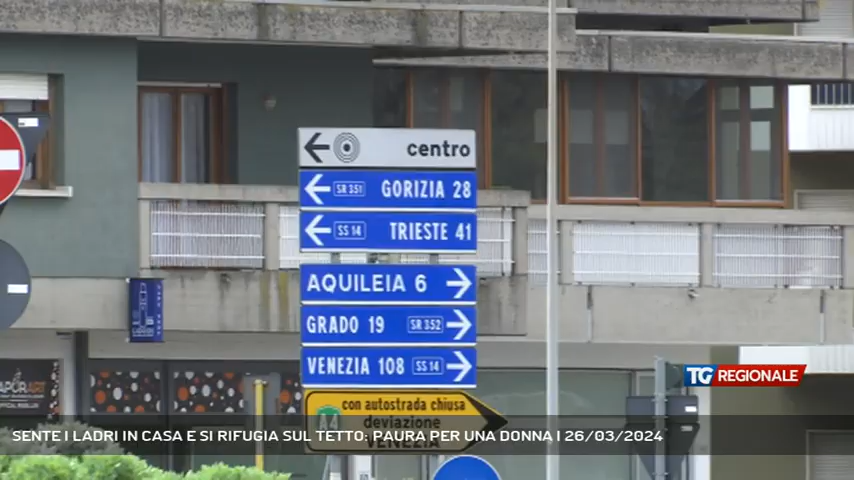 centro
SR 351 GORIZIA 28
SS 14 TRIESTE 41
AQUILEIA 6
GRADO 19 SR 352
VENEZIA 108 SS 14
TG REGIONALE
con autostrada chiusa
A4 deviazione
VENEZIA
SENTE I LADRI IN CASA E SI RIFUGIA SUL TETTO: PAURA PER UNA DONNA | 26/03/2024